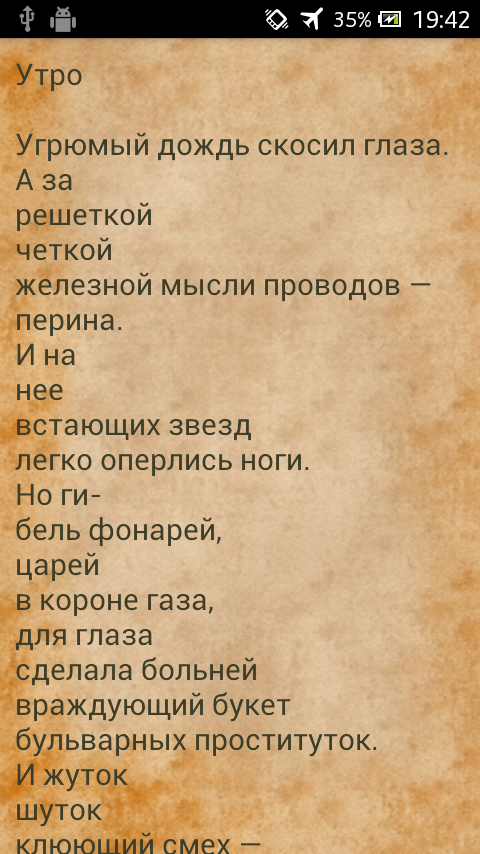 35% 19:42
Утро
Угрюмый дождь скосил глаза.
А за
решеткой
четкой
железной мысли проводов —
перина.
И на
нее
встающих звезд
легко оперлись ноги.
Но ги-
бель фонарей,
царей
в короне газа,
для глаза
сделала больней
враждующий букет
бульварных проституток.
И жуток
шуток
клюющий смех —